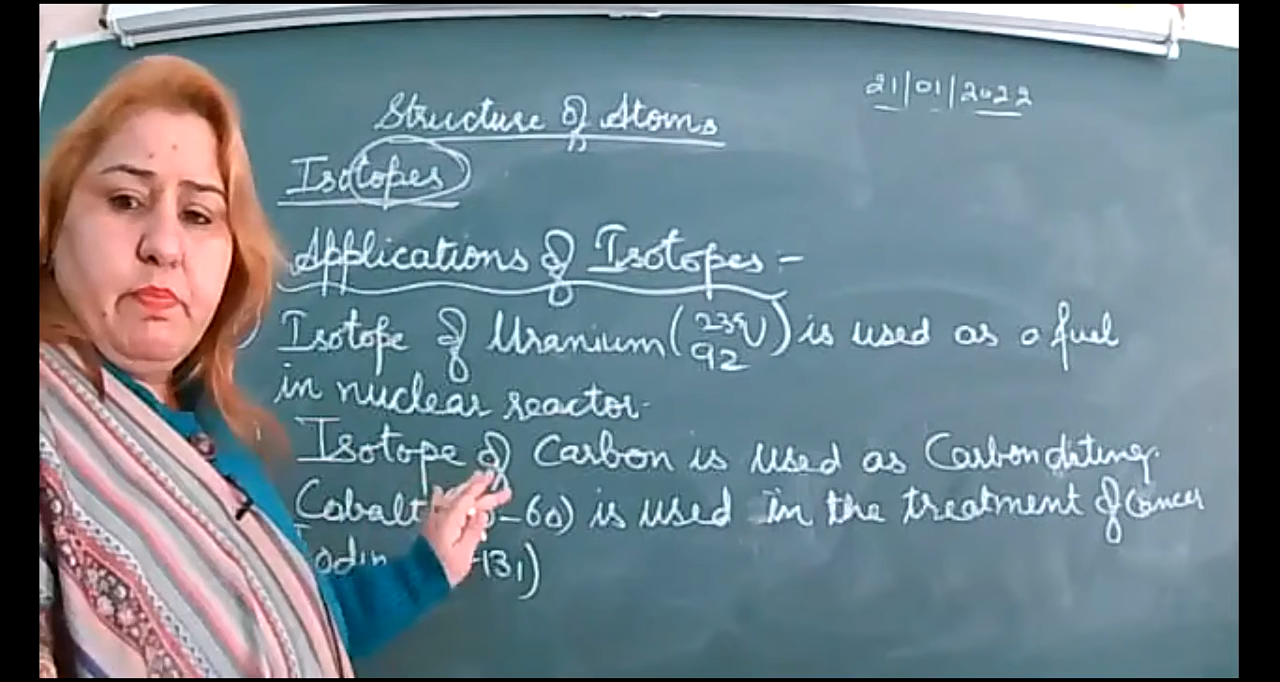 21/01/2022
Structure of Atoms
Isotopes
Applications of Isotopes :-
Isotope of Uranium (235 92 U) is used as a fuel
in nuclear reactor.
Isotope of Carbon is used as Carbon dating.
Cobalt -60) is used in the treatment of Cancer
131)